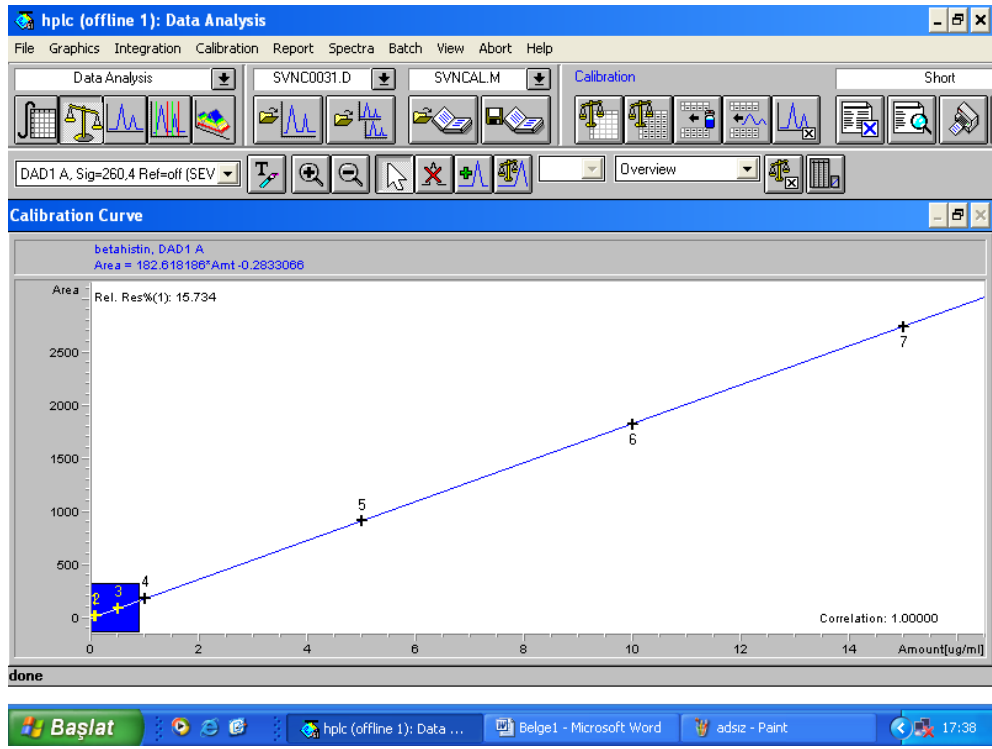 hplc (offline 1): Data Analysis
File Graphics Integration Calibration Report Spectra Batch View Abort Help
Data Analysis SVNC0031.D SVNCAL.M Calibration Short
DAD1 A, Sig=260,4 Ref=off (SEV Overview
Calibration Curve
betahistin, DAD1 A
Area = 182.618186*Amt -0.2833066
Area
Rel. Res%(1): 15.734
7
2500
2000
6
1500
5
1000
500
4
3
2
0
Correlation: 1.00000
0 2 4 6 8 10 12 14 Amount[ug/ml]
done
Başlat hplc (offline 1): Data ... Belge1 - Microsoft Word adsız - Paint 17:38